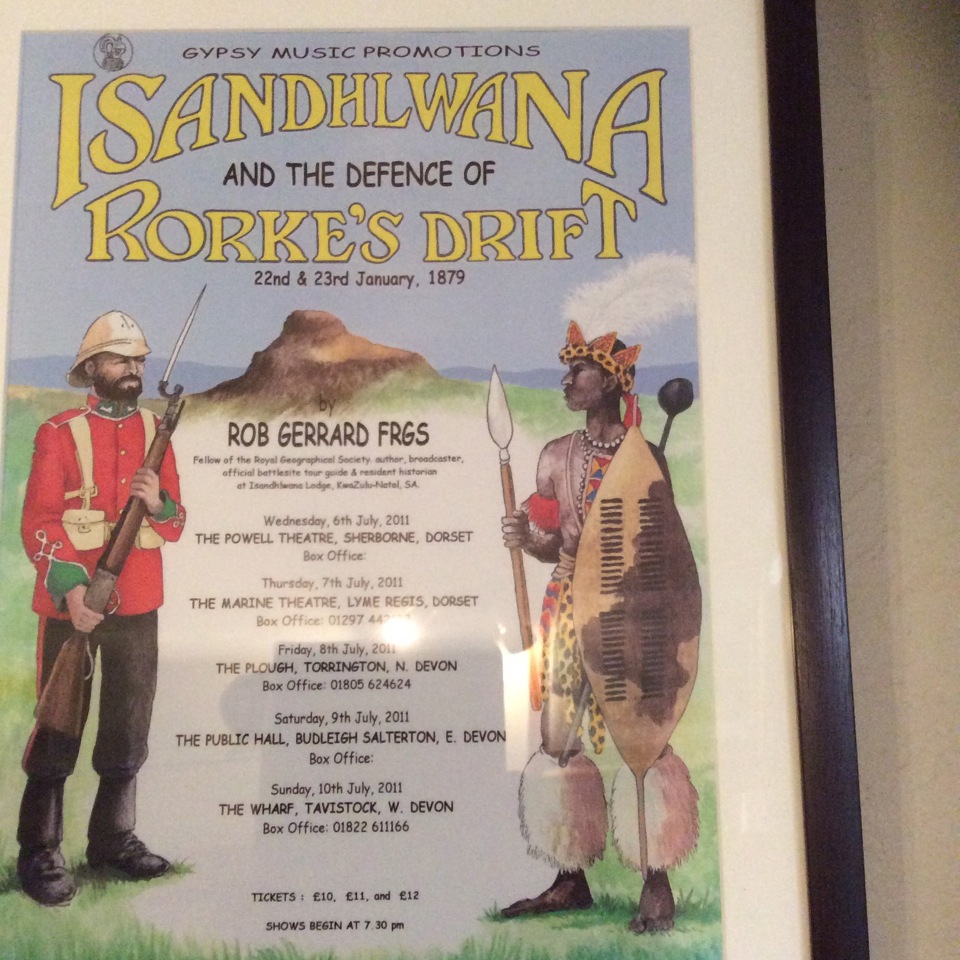 GYPSY MUSIC PROMOTIONS
ISANDHLWANA
AND THE DEFENCE OF
RORKE'S DRIFT
22nd & 23rd January, 1879
by
ROB GERRARD FRGS
Fellow of the Royal Geographical Society. author, broadcaster,
official battlesite tour guide & resident historian
at Isandhlwana Lodge, KwaZulu-Natal, SA.
Wednesday, 6th July, 2011
THE POWELL THEATRE, SHERBORNE, DORSET
Box Office:
Thursday, 7th July, 2011
THE MARINE THEATRE, LYME REGIS, DORSET
Box Office: 01297
Friday, 8th July, 2011
THE PLOUGH, TORRINGTON, N. DEVON
Box Office: 01805 624624
Saturday, 9th July, 2011
THE PUBLIC HALL, BUDLEIGH SALTERTON, E. DEVON
Box Office:
Sunday, 10th July, 2011
THE WHARF, TAVISTOCK, W. DEVON
Box Office: 01822 611166
TICKETS : £10, £11, and £12
SHOWS BEGIN AT 7.30 pm